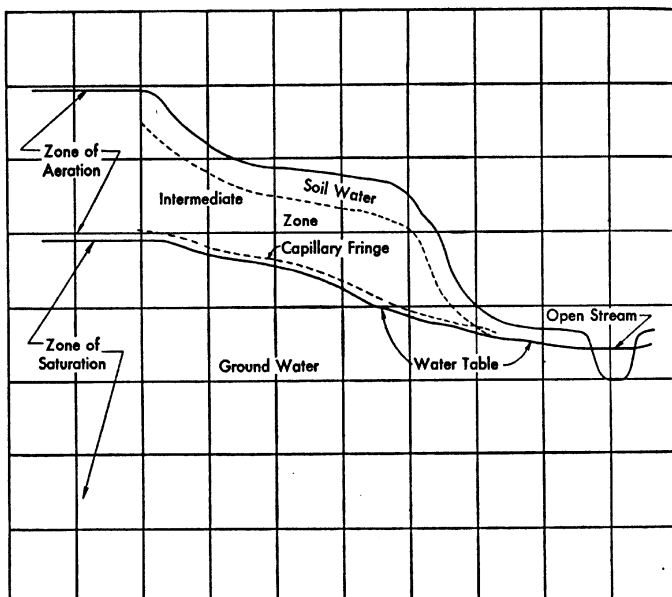 Zone of
Aeration
Soil Water
Intermediate
Zone
Capillary Fringe
Open Stream
Zone of
Saturation
Ground Water
Water Table